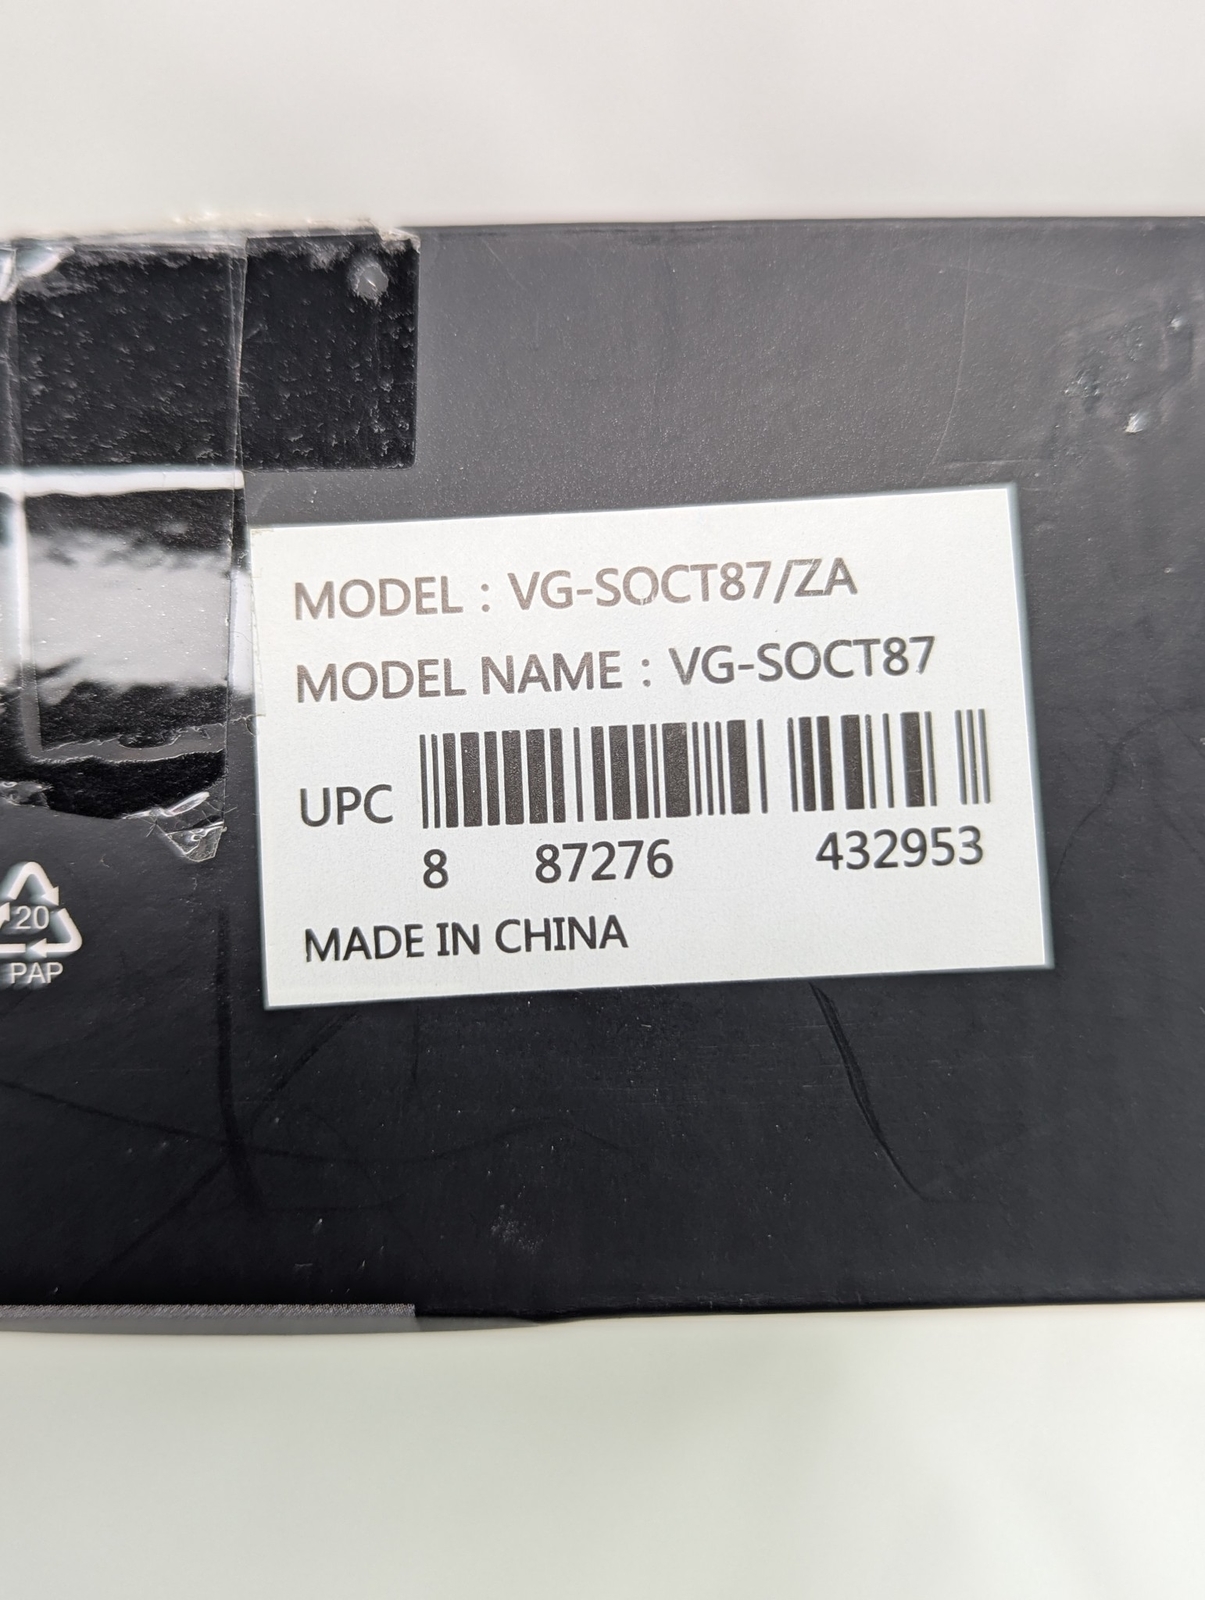 MODEL : VG-SOCT87/ZA
MODEL NAME : VG-SOCT87
UPC
8 87276 432953
MADE IN CHINA
20
PAP